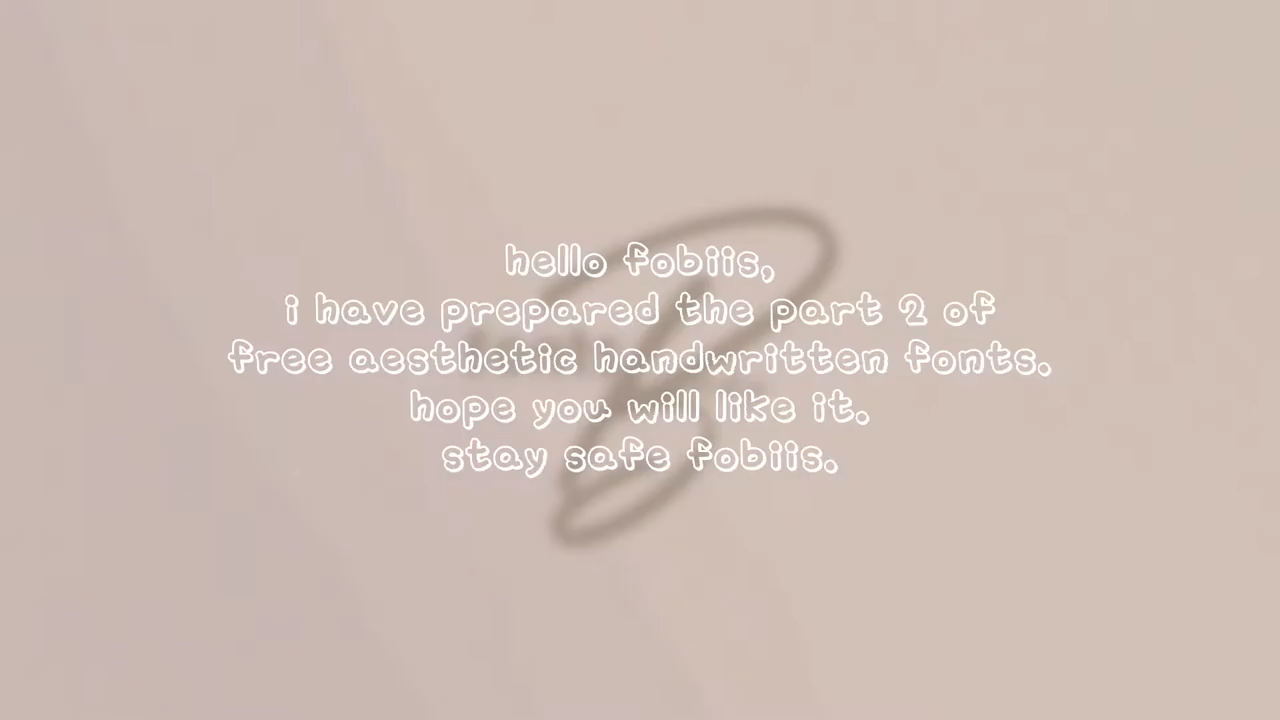 hello fobiis,
i have prepared the part 2 of
free aesthetic handwritten fonts.
hope you will like it.
stay safe fobiis.